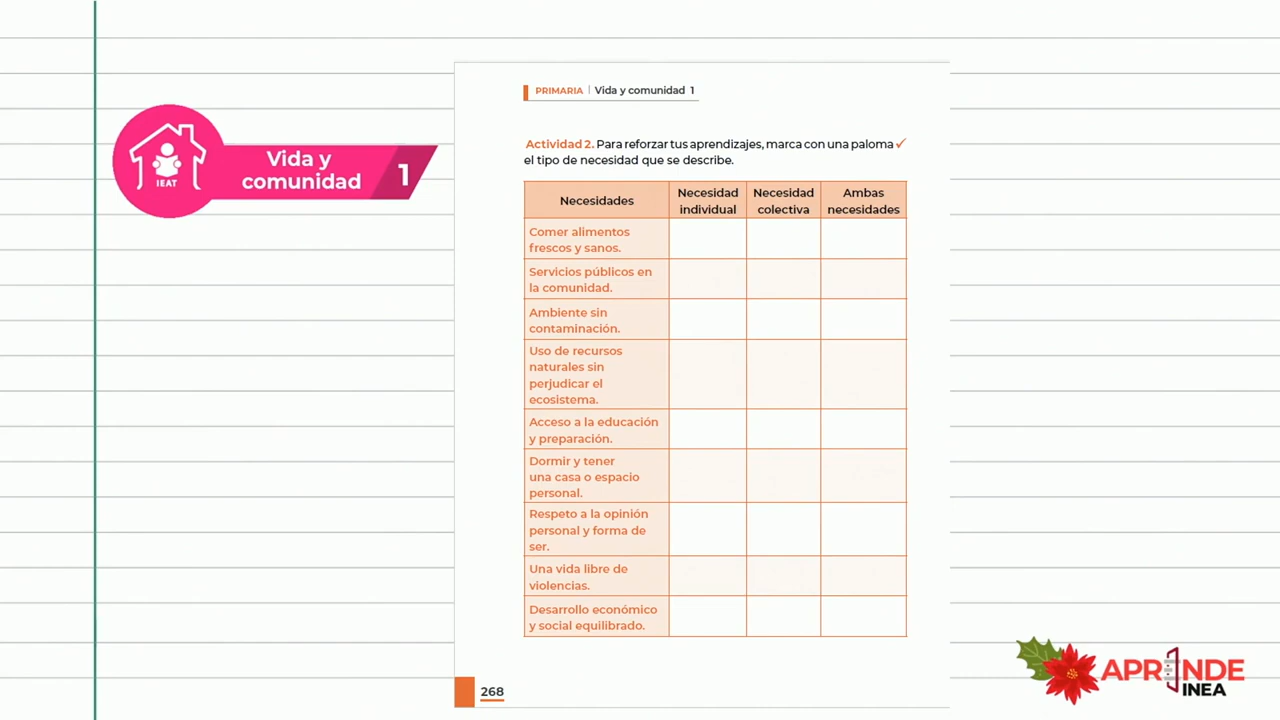 IEAT
Vida y
comunidad
1
PRIMARIA | Vida y comunidad 1
Actividad 2. Para reforzar tus aprendizajes, marca con una paloma ✓
el tipo de necesidad que se describe.
Necesidades
Necesidad
individual
Necesidad
colectiva
Ambas
necesidades
Comer alimentos
frescos y sanos.
Servicios públicos en
la comunidad.
Ambiente sin
contaminación.
Uso de recursos
naturales sin
perjudicar el
ecosistema.
Acceso a la educación
y preparación.
Dormir y tener
una casa o espacio
personal.
Respeto a la opinión
personal y forma de
ser.
Una vida libre de
violencias.
Desarrollo económico
y social equilibrado.
268
APRENDE
INEA